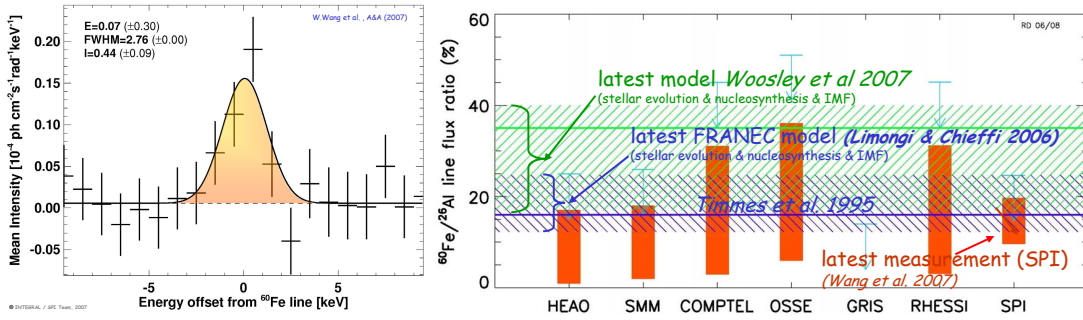 W.Wang et al. , A&A (2007)
E=0.07 (±0.30)
FWHM=2.76 (±0.00)
I=0.44 (±0.09)
Mean Intensity [10⁻⁴ ph cm⁻²s⁻¹rad⁻¹keV⁻¹]
0.20
0.15
0.10
0.05
0.00
-0.05
-5 0 5
Energy offset from ⁶⁰Fe line [keV]
© INTEGRAL / SPI Team, 2007
RD 06/08
⁶⁰Fe/²⁶Al line flux ratio (%)
60
40
20
0
latest model Woosley et al 2007
(stellar evolution & nucleosynthesis & IMF)
latest FRANEC model (Limongi & Chieffi 2006)
(stellar evolution & nucleosynthesis & IMF)
Timmes et al. 1995
latest measurement (SPI)
(Wang et al. 2007)
HEAO SMM COMPTEL OSSE GRIS RHESSI SPI